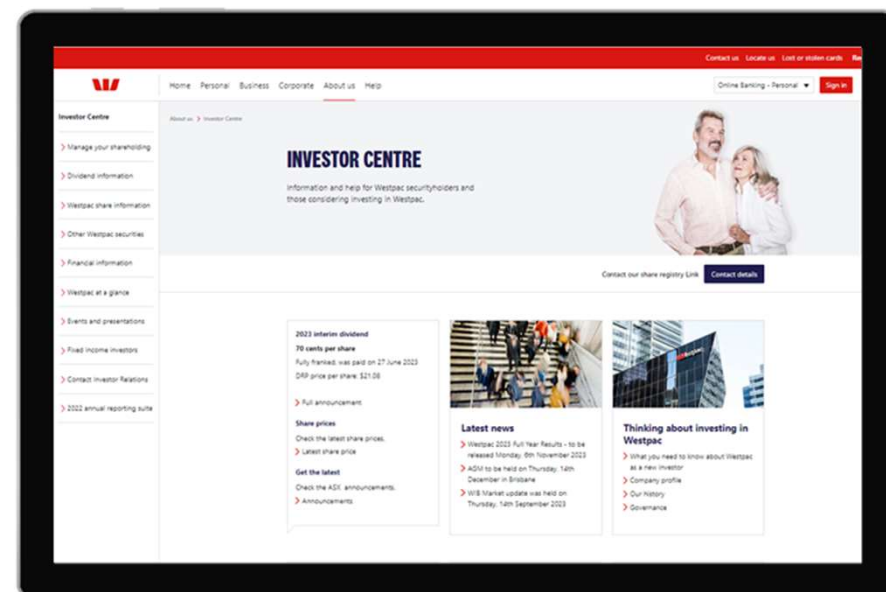 Contact us Locate us Lost or stolen cards
Home Personal Business Corporate About us Help
Online Banking - Personal Sign in
Investor Centre
Manage your shareholding
Dividend information
Westpac share information
Other Westpac securities
Financial information
Westpac at a glance
Events and presentations
Fixed income investors
Contact Investor Relations
2022 annual reporting suite
About us Investor Centre
INVESTOR CENTRE
Information and help for Westpac securityholders and
those considering investing in Westpac.
Contact our share registry Link Contact details
2023 interim dividend
70 cents per share
Fully franked, was paid on 27 June 2023
DRP price per share: $21.08
Full announcement
Share prices
Check the latest share prices.
Latest share price
Get the latest
Check the ASX announcements.
Announcements
Latest news
Westpac 2023 Full Year Results - to be
released Monday, 6th November 2023
AGM to be held on Thursday, 14th
December in Brisbane
WIB Market update was held on
Thursday, 14th September 2023
Westpac
Thinking about investing in
Westpac
What you need to know about Westpac
as a new investor
Company profile
Our history
Governance